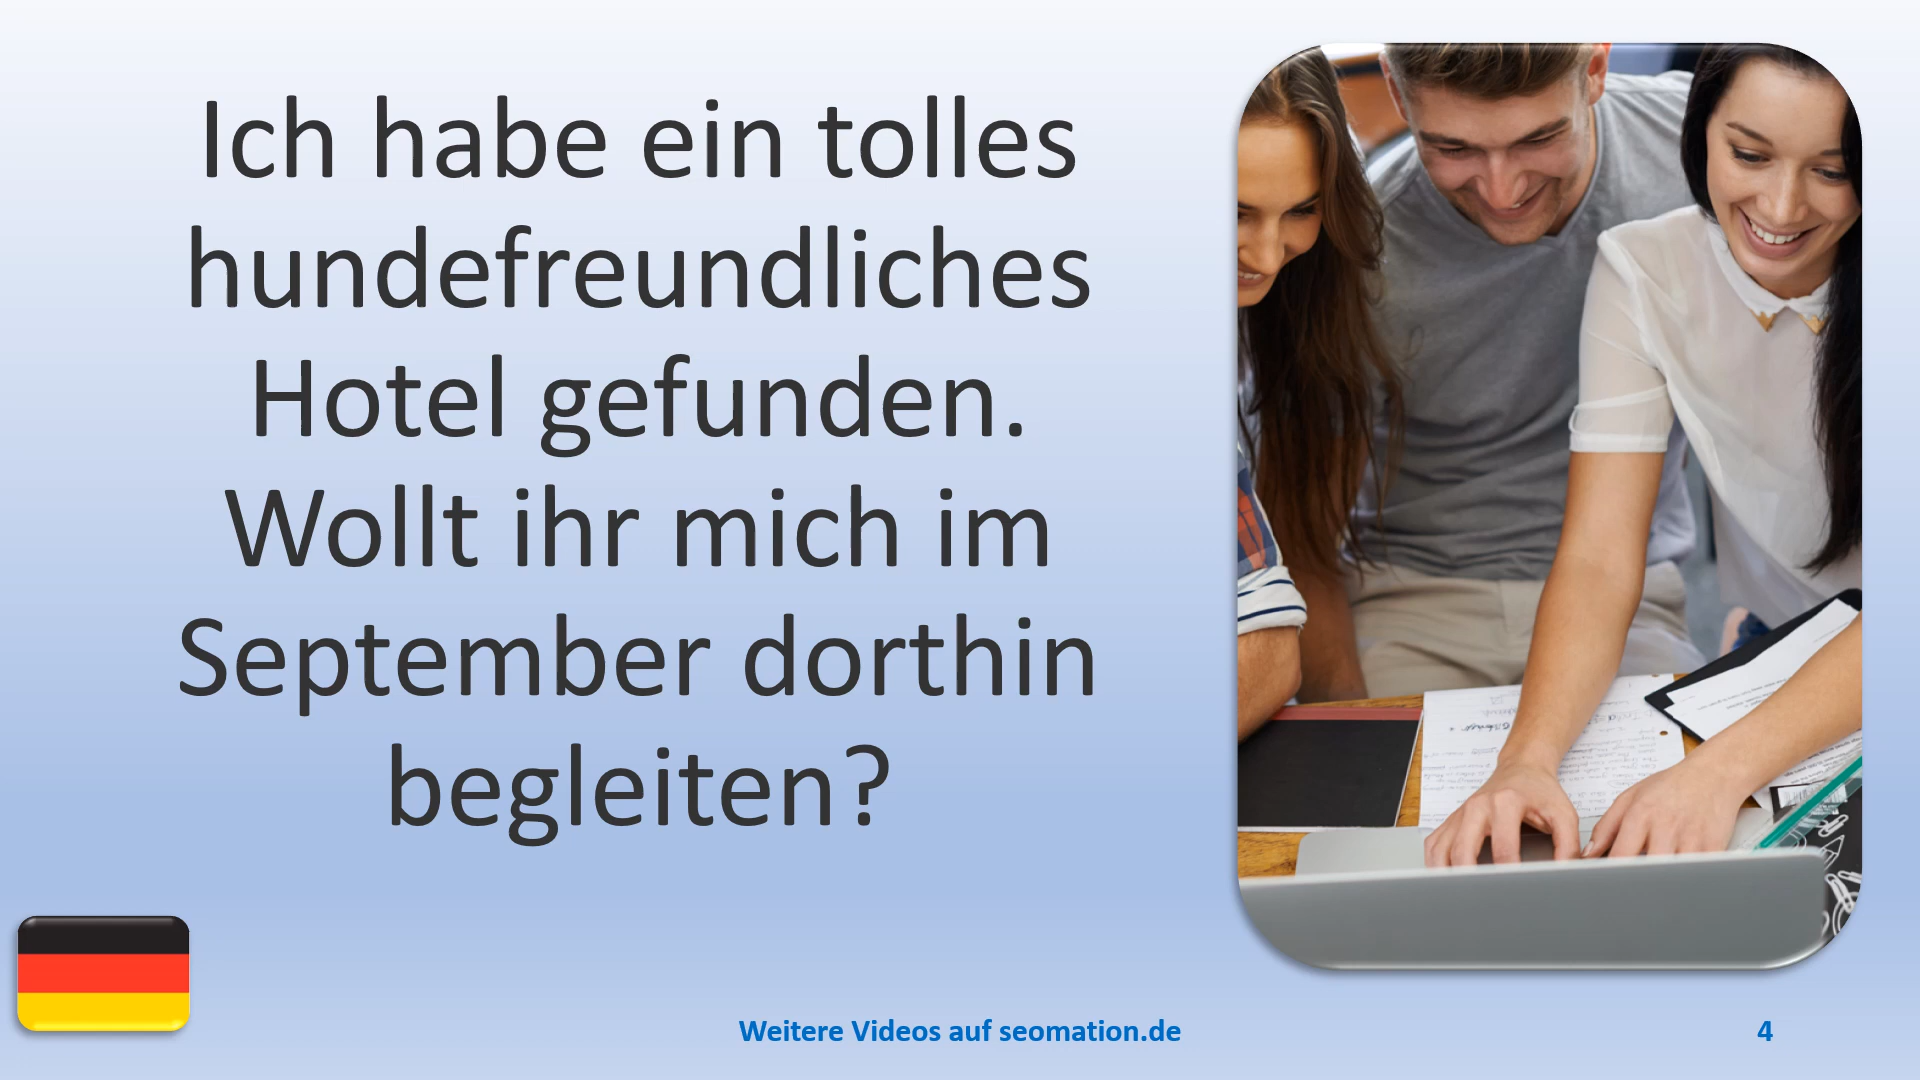 Ich habe ein tolles
hundefreundliches
Hotel gefunden.
Wollt ihr mich im
September dorthin
begleiten?
Weitere Videos auf seomation.de
4